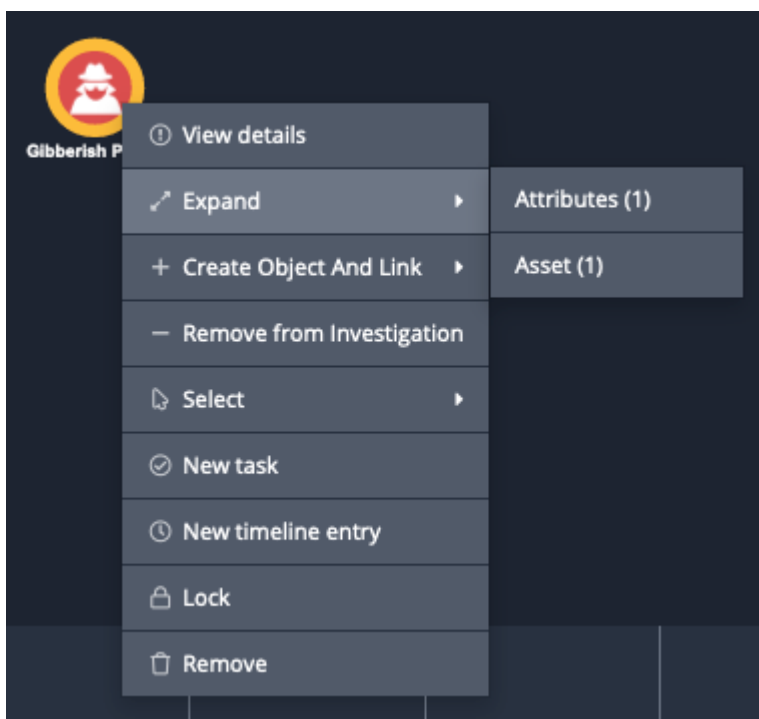 Gibberish P
View details
Expand
Attributes (1)
Create Object And Link
Asset (1)
Remove from Investigation
Select
New task
New timeline entry
Lock
Remove